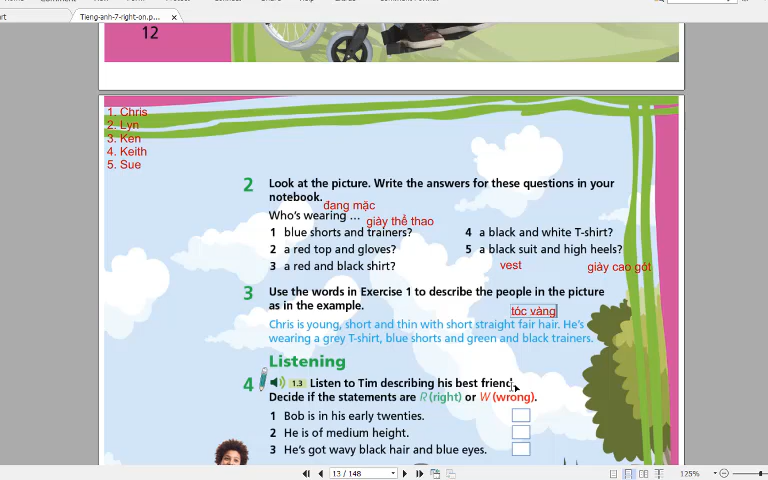 Tieng-anh-7-right-on.p...
12
1. Chris
2. Lyn
3. Ken
4. Keith
5. Sue
2 Look at the picture. Write the answers for these questions in your
notebook.
đang mặc
Who's wearing ...
giày thể thao
1 blue shorts and trainers?
2 a red top and gloves?
3 a red and black shirt?
4 a black and white T-shirt?
5 a black suit and high heels?
vest
giày cao gót
3 Use the words in Exercise 1 to describe the people in the picture
as in the example.
tóc vàng
Chris is young, short and thin with short straight fair hair. He's
wearing a grey T-shirt, blue shorts and green and black trainers.
Listening
4 1.3 Listen to Tim describing his best friend.
Decide if the statements are R (right) or W (wrong).
1 Bob is in his early twenties.
2 He is of medium height.
3 He's got wavy black hair and blue eyes.
13 / 148
125%